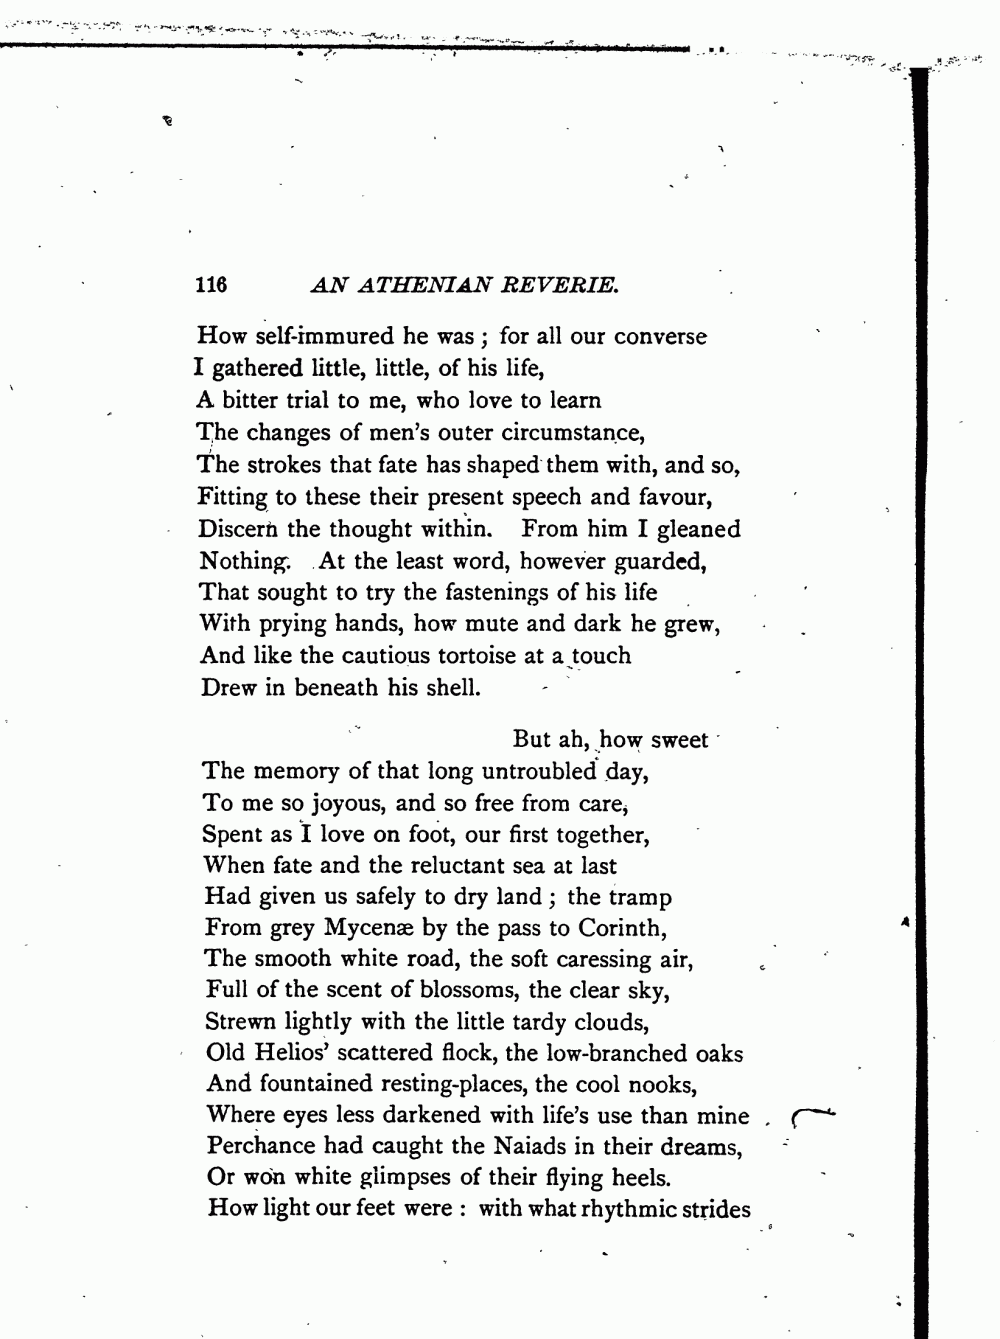 116 AN ATHENIAN REVERIE.
How self-immured he was ; for all our converse
I gathered little, little, of his life,
A bitter trial to me, who love to learn
The changes of men's outer circumstance,
The strokes that fate has shaped them with, and so,
Fitting to these their present speech and favour,
Discern the thought within. From him I gleaned
Nothing. At the least word, however guarded,
That sought to try the fastenings of his life
With prying hands, how mute and dark he grew,
And like the cautious tortoise at a touch
Drew in beneath his shell.
But ah, how sweet
The memory of that long untroubled day,
To me so joyous, and so free from care,
Spent as I love on foot, our first together,
When fate and the reluctant sea at last
Had given us safely to dry land ; the tramp
From grey Mycenæ by the pass to Corinth,
The smooth white road, the soft caressing air,
Full of the scent of blossoms, the clear sky,
Strewn lightly with the little tardy clouds,
Old Helios' scattered flock, the low-branched oaks
And fountained resting-places, the cool nooks,
Where eyes less darkened with life's use than mine
Perchance had caught the Naiads in their dreams,
Or won white glimpses of their flying heels.
How light our feet were : with what rhythmic strides